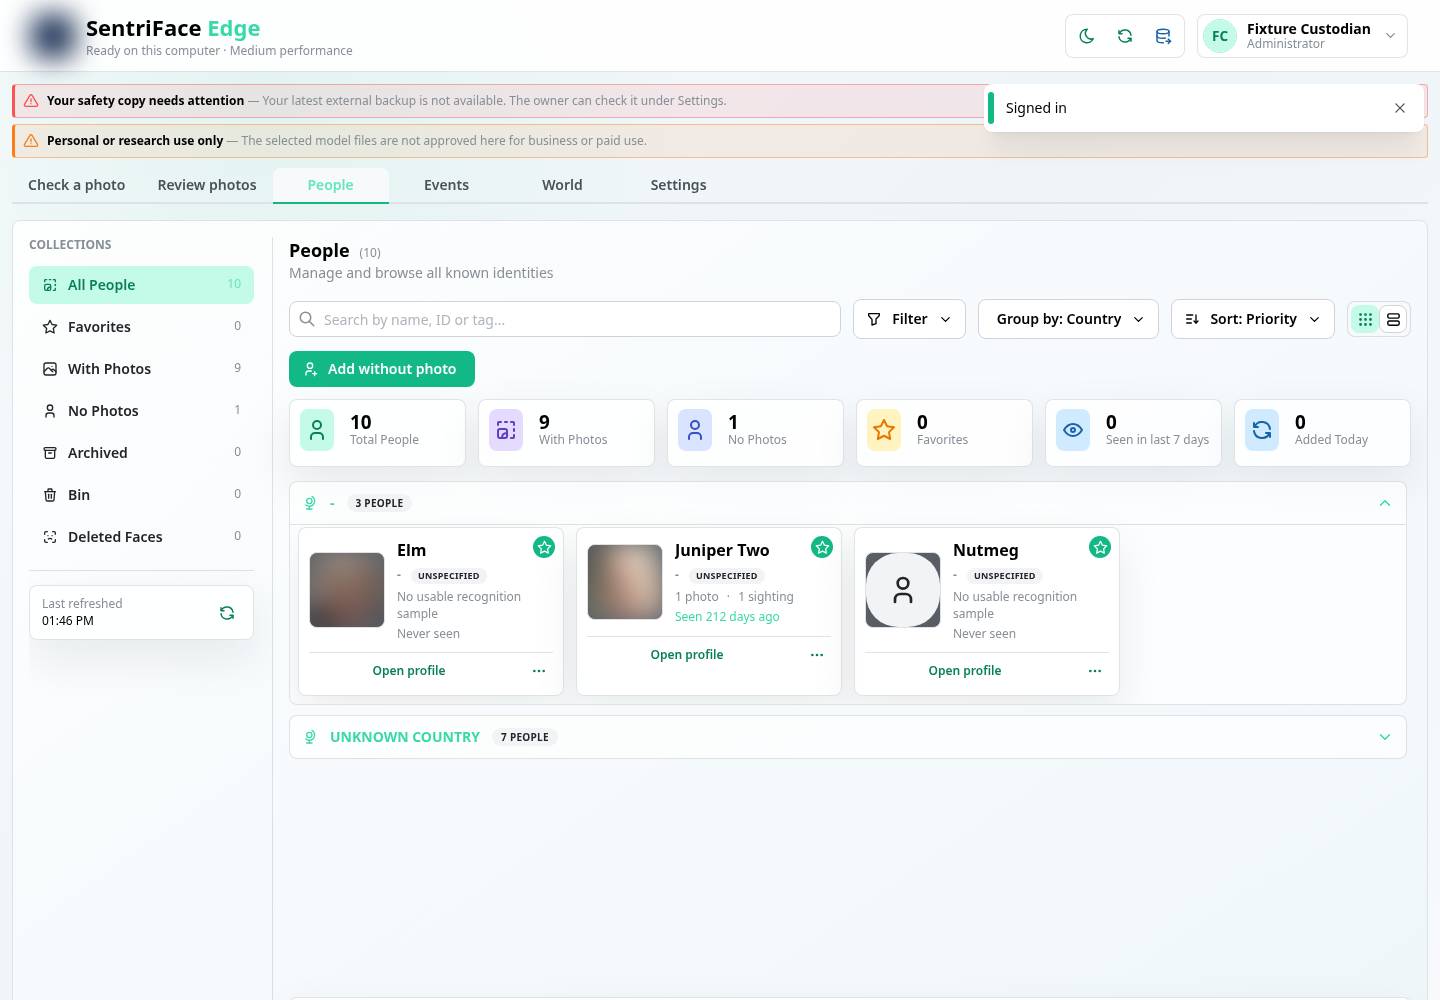 SentriFace Edge
Ready on this computer · Medium performance
FC
Fixture Custodian
Administrator
Your safety copy needs attention — Your latest external backup is not available. The owner can check it under Settings.
Signed in
Personal or research use only — The selected model files are not approved here for business or paid use.
Check a photo
Review photos
People
Events
World
Settings
COLLECTIONS
All People 10
Favorites 0
With Photos 9
No Photos 1
Archived 0
Bin 0
Deleted Faces 0
Last refreshed
01:46 PM
People (10)
Manage and browse all known identities
Search by name, ID or tag...
Filter
Group by: Country
Sort: Priority
Add without photo
10
Total People
9
With Photos
1
No Photos
0
Favorites
0
Seen in last 7 days
0
Added Today
- 3 PEOPLE
Elm
- UNSPECIFIED
No usable recognition
sample
Never seen
Open profile
Juniper Two
- UNSPECIFIED
1 photo · 1 sighting
Seen 212 days ago
Open profile
Nutmeg
- UNSPECIFIED
No usable recognition
sample
Never seen
Open profile
UNKNOWN COUNTRY 7 PEOPLE